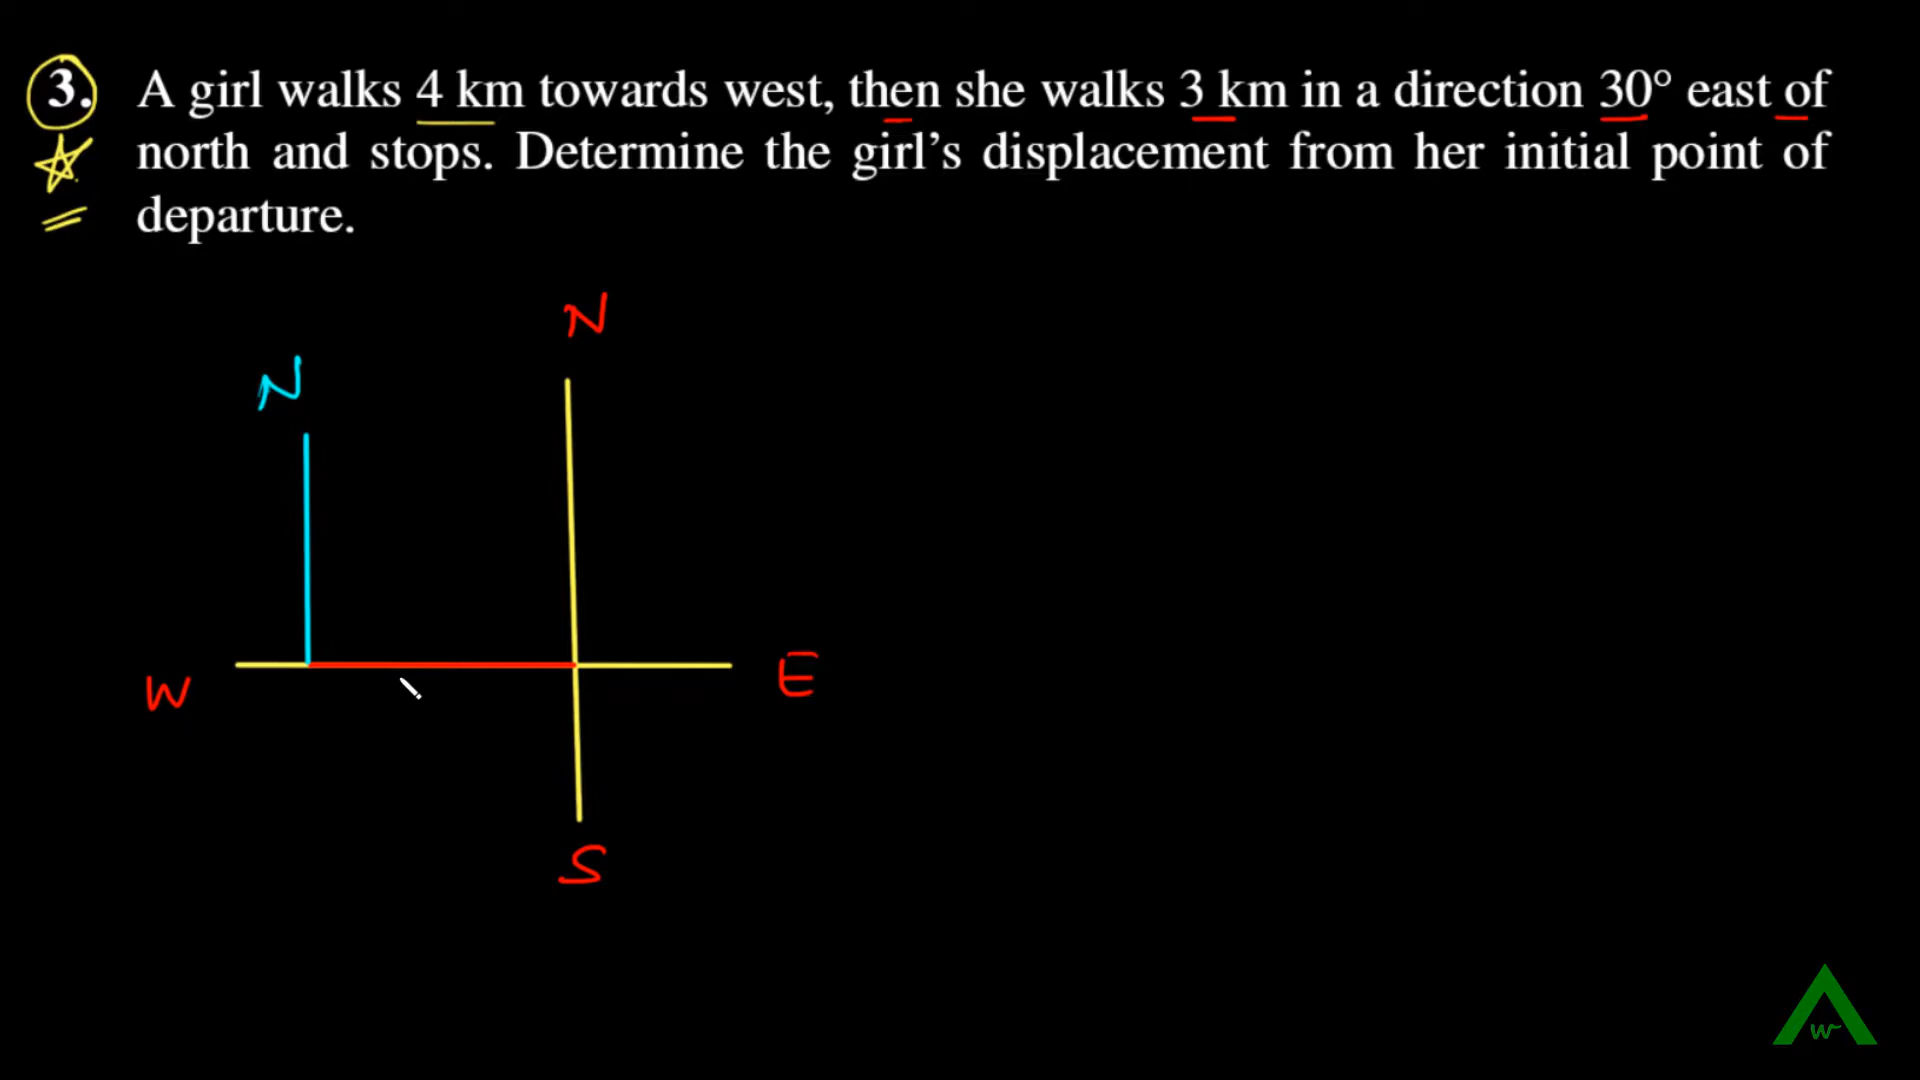 3. A girl walks 4 km towards west, then she walks 3 km in a direction 30° east of
north and stops. Determine the girl’s displacement from her initial point of
departure.
N
N
W
E
S
w